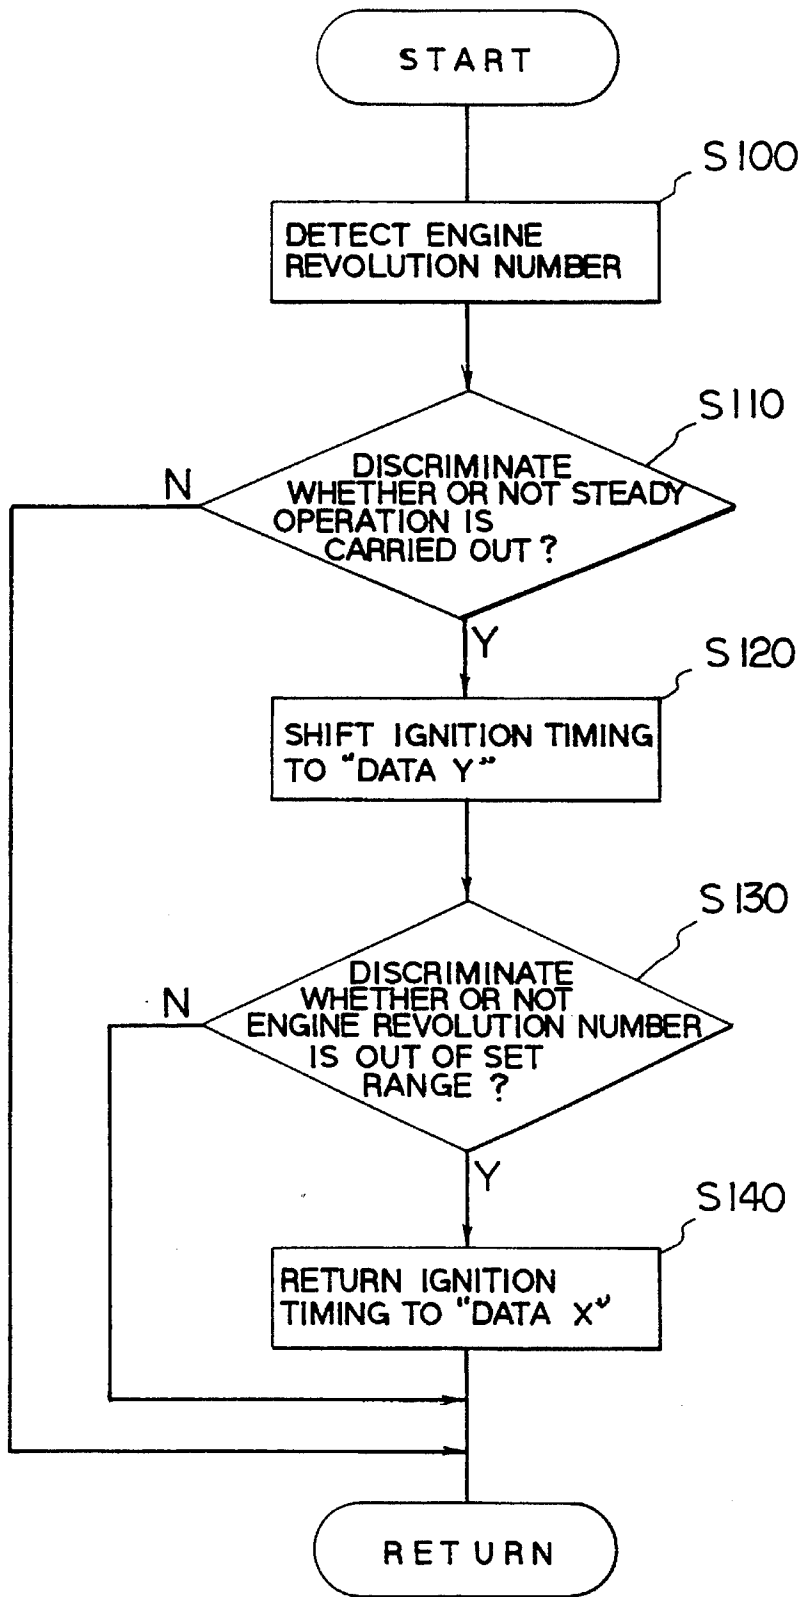 START
S100
DETECT ENGINE
REVOLUTION NUMBER
S110
N
DISCRIMINATE
WHETHER OR NOT STEADY
OPERATION IS
CARRIED OUT ?
Y
S120
SHIFT IGNITION TIMING
TO "DATA Y"
S130
N
DISCRIMINATE
WHETHER OR NOT
ENGINE REVOLUTION NUMBER
IS OUT OF SET
RANGE ?
Y
S140
RETURN IGNITION
TIMING TO "DATA X"
RETURN